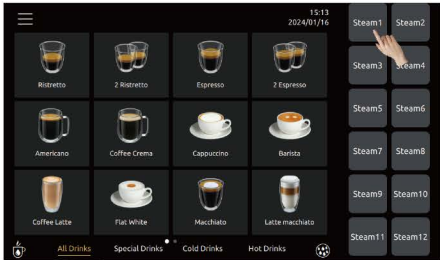 15:13
2024/01/16
Ristretto
2 Ristretto
Espresso
2 Espresso
Americano
Coffee Crema
Cappuccino
Barista
Coffee Latte
Flat White
Macchiato
Latte macchiato
All Drinks
Special Drinks
Cold Drinks
Hot Drinks
Steam1
Steam2
Steam3
Steam4
Steam5
Steam6
Steam7
Steam8
Steam9
Steam10
Steam11
Steam12